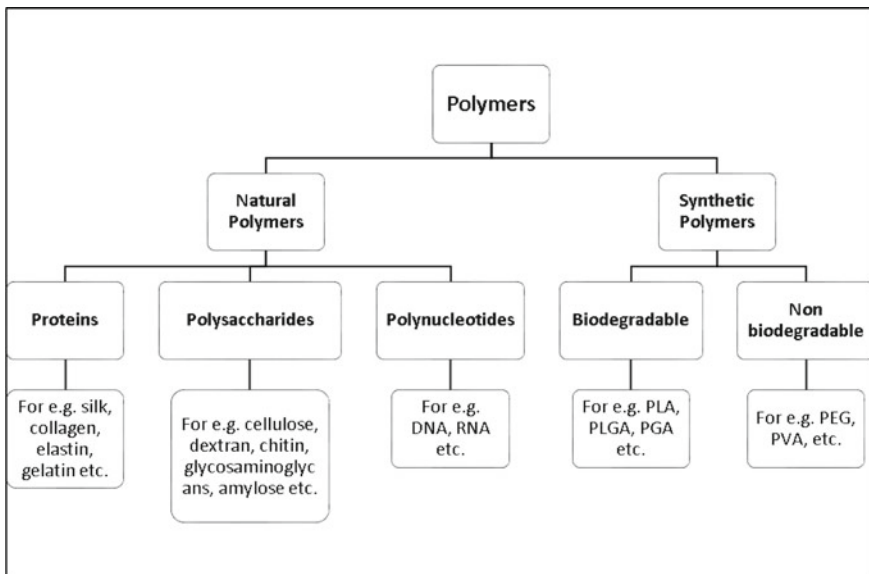 Polymers
Natural
Polymers
Synthetic
Polymers
Proteins
Polysaccharides
Polynucleotides
Biodegradable
Non
biodegradable
For e.g. silk,
collagen,
elastin,
gelatin etc.
For e.g. cellulose,
dextran, chitin,
glycosaminoglyc
ans, amylose etc.
For e.g.
DNA, RNA
etc.
For e.g. PLA,
PLGA, PGA
etc.
For e.g. PEG,
PVA, etc.